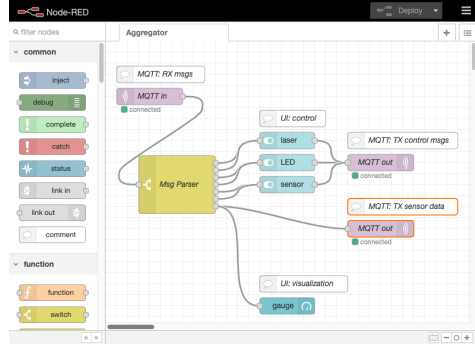 Node-RED
Deploy
filter nodes
Aggregator
common
inject
debug
complete
catch
status
link in
link out
comment
function
function
switch
MQTT: RX msgs
MQTT in
connected
Msg Parser
UI: control
laser
LED
sensor
MQTT: TX control msgs
MQTT out
connected
MQTT: TX sensor data
MQTT out
connected
UI: visualization
gauge